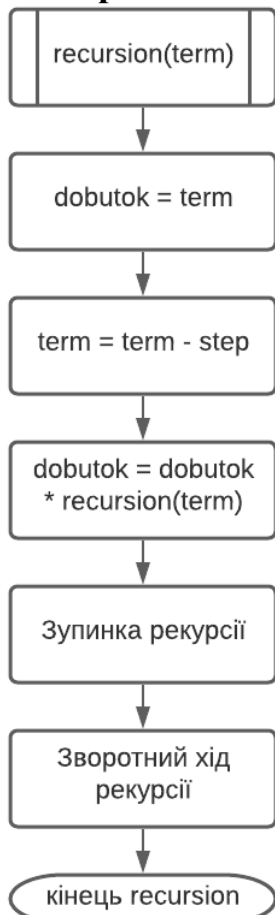 recursion(term)
dobutok = term
term = term - step
dobutok = dobutok
* recursion(term)
Зупинка рекурсії
Зворотний хід
рекурсії
кінець recursion